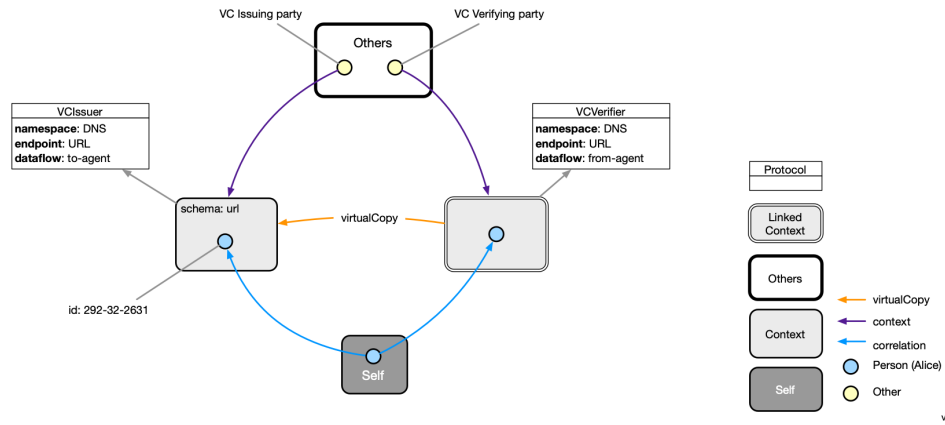 VC Issuing party
VC Verifying party
Others
VCIssuer
namespace: DNS
endpoint: URL
dataflow: to-agent
VCVerifier
namespace: DNS
endpoint: URL
dataflow: from-agent
schema: url
virtualCopy
id: 292-32-2631
Self
Protocol
Linked
Context
Others
Context
Self
virtualCopy
context
correlation
Person (Alice)
Other
v